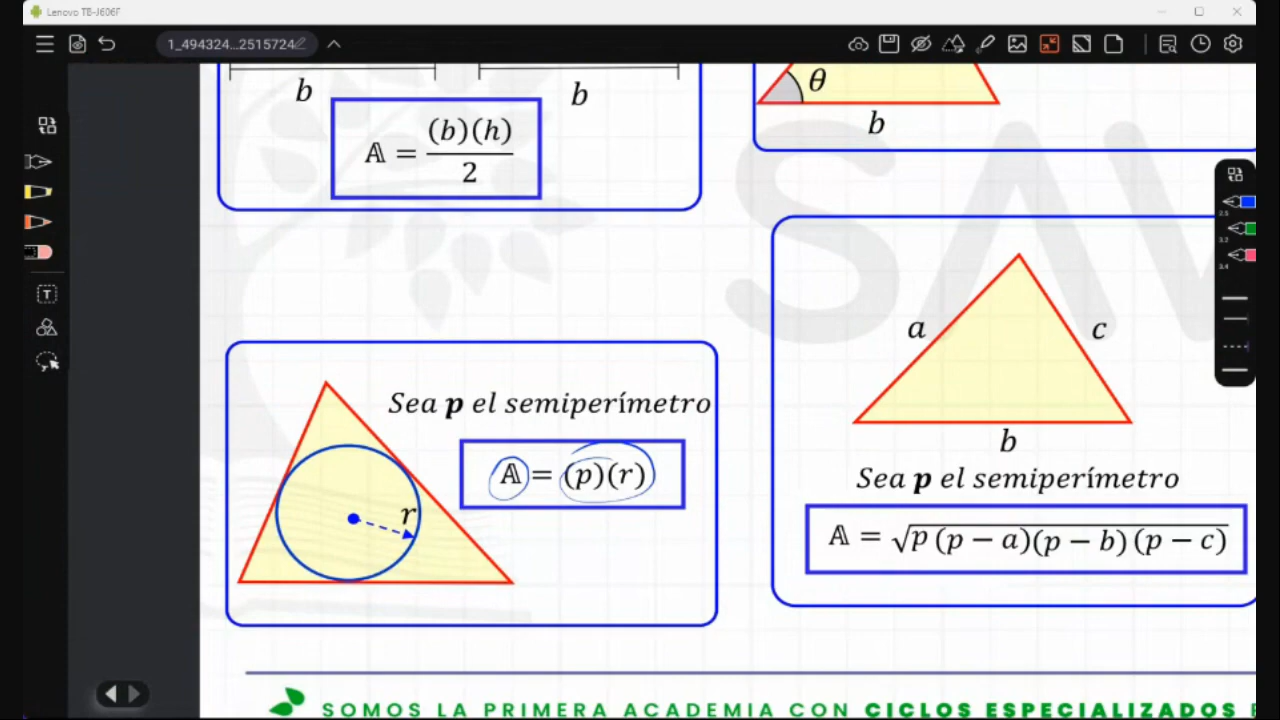 Lenovo TB-J606F
1_494324...2515724
b
b
𝔸 = (b)(h)/2
θ
b
Sea p el semiperímetro
𝔸 = (p)(r)
r
a
c
b
Sea p el semiperímetro
𝔸 = √p (p − a)(p − b) (p − c)
SOMOS LA PRIMERA ACADEMIA CON CICLOS ESPECIALIZADOS